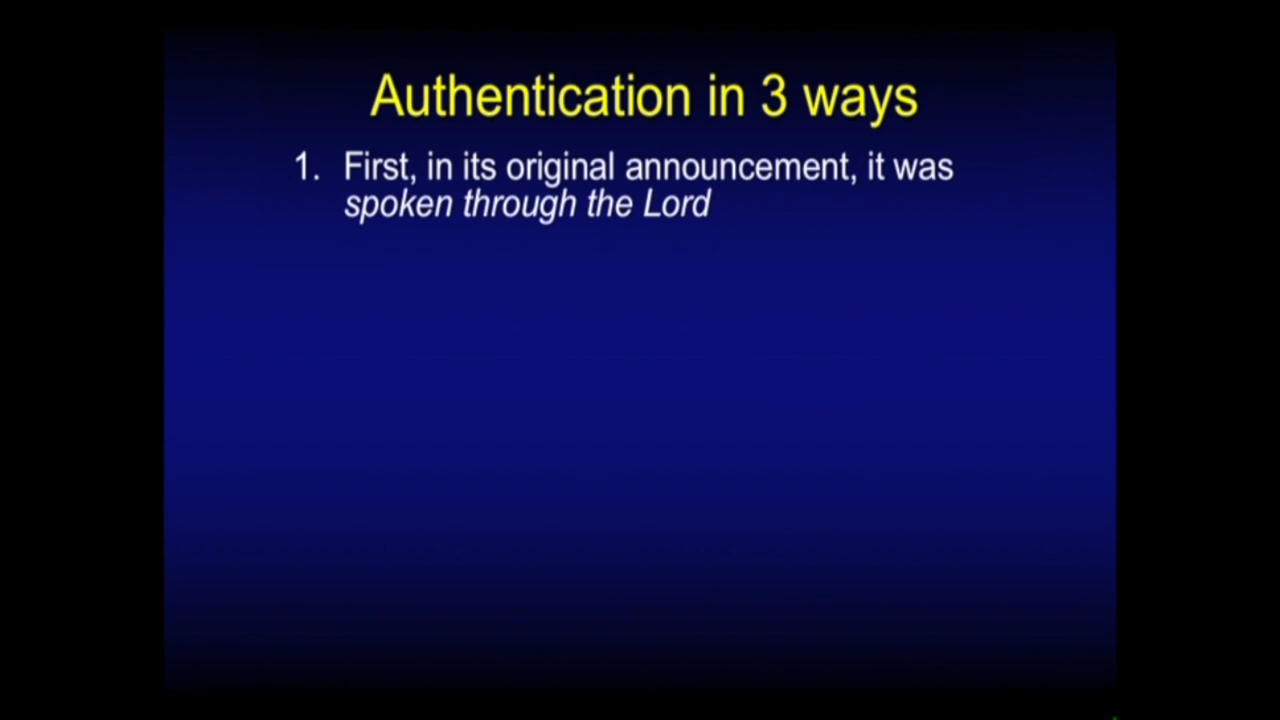 Authentication in 3 ways
1. First, in its original announcement, it was
spoken through the Lord